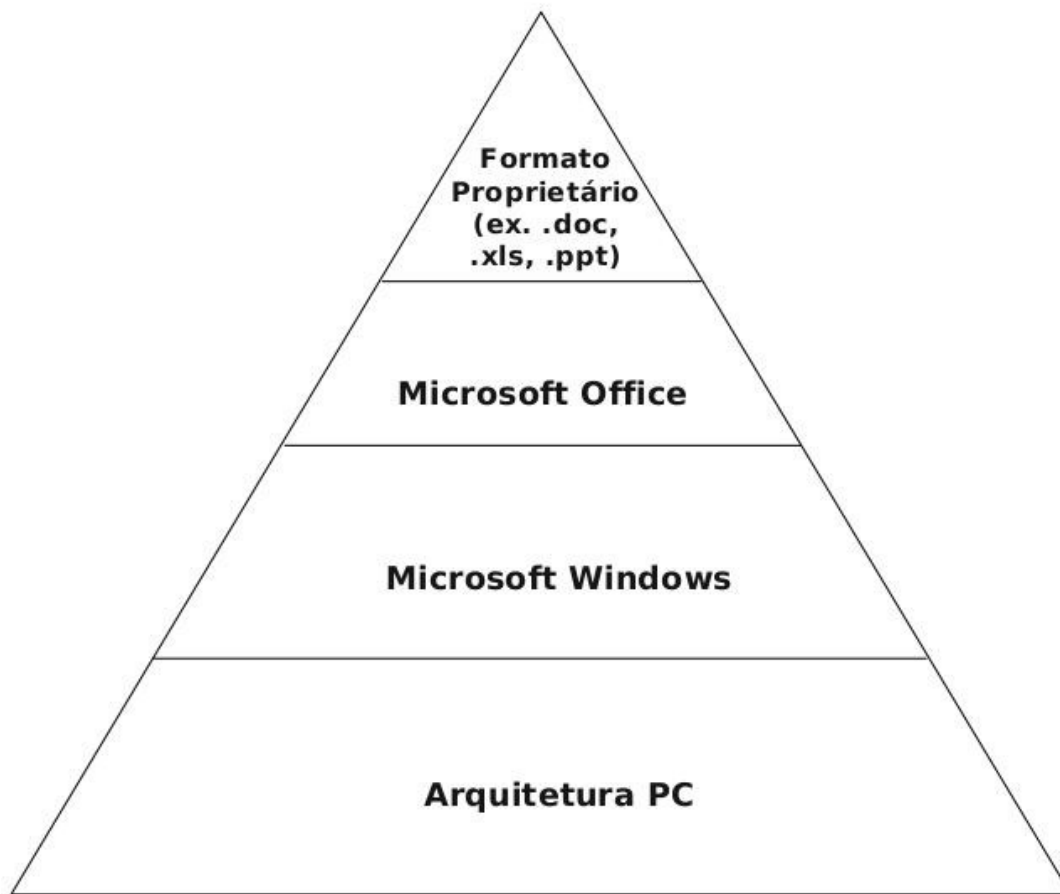 Formato
Proprietário
(ex. .doc,
.xls, .ppt)
Microsoft Office
Microsoft Windows
Arquitetura PC